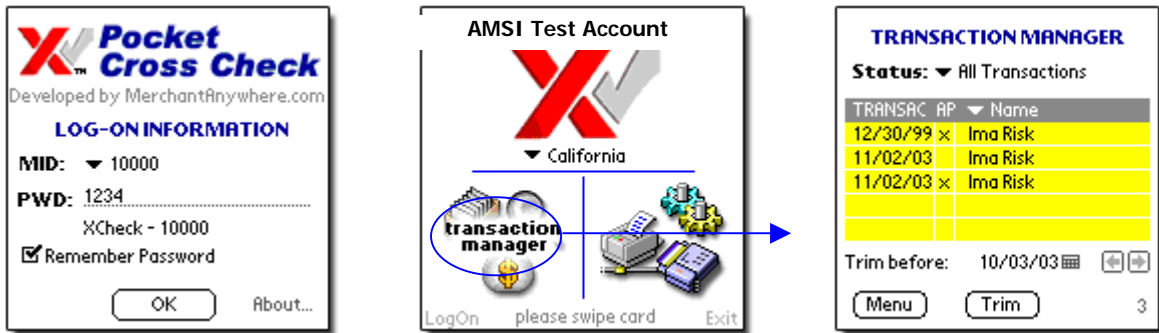 Pocket
Cross Check
TM
Developed by MerchantAnywhere.com
LOG-ON INFORMATION
MID: 10000
PWD: 1234
XCheck - 10000
Remember Password
OK About...
AMSI Test Account
California
transaction
manager
LogOn please swipe card Exit
TRANSACTION MANAGER
Status: All Transactions
TRANSAC AP Name
12/30/99 x Ima Risk
11/02/03 Ima Risk
11/02/03 x Ima Risk
Trim before: 10/03/03
Menu Trim 3